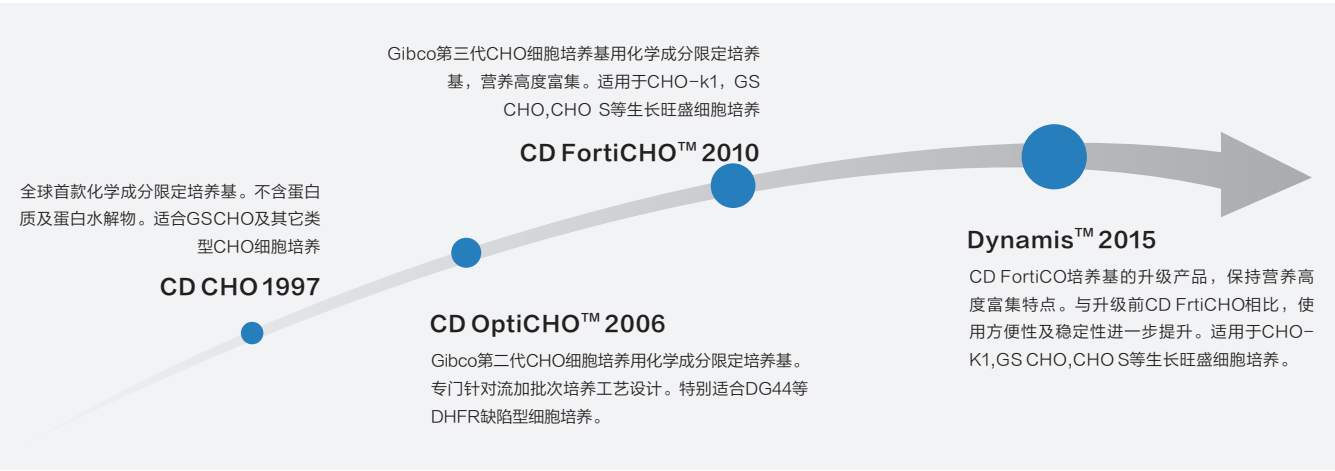 全球首款化学成分限定培养基。不含蛋白
质及蛋白水解物。适合GSCHO及其它类
型CHO细胞培养
CD CHO 1997
CD OptiCHO™ 2006
Gibco第二代CHO细胞培养用化学成分限定培养基。
专门针对流加批次培养工艺设计。特别适合DG44等
DHFR缺陷型细胞培养。
Gibco第三代CHO细胞培养基用化学成分限定培养
基，营养高度富集。适用于CHO-k1，GS
CHO,CHO S等生长旺盛细胞培养
CD FortiCHO™ 2010
Dynamis™ 2015
CD FortiCO培养基的升级产品，保持营养高
度富集特点。与升级前CD FrtiCHO相比，使
用方便性及稳定性进一步提升。适用于CHO-
K1,GS CHO,CHO S等生长旺盛细胞培养。